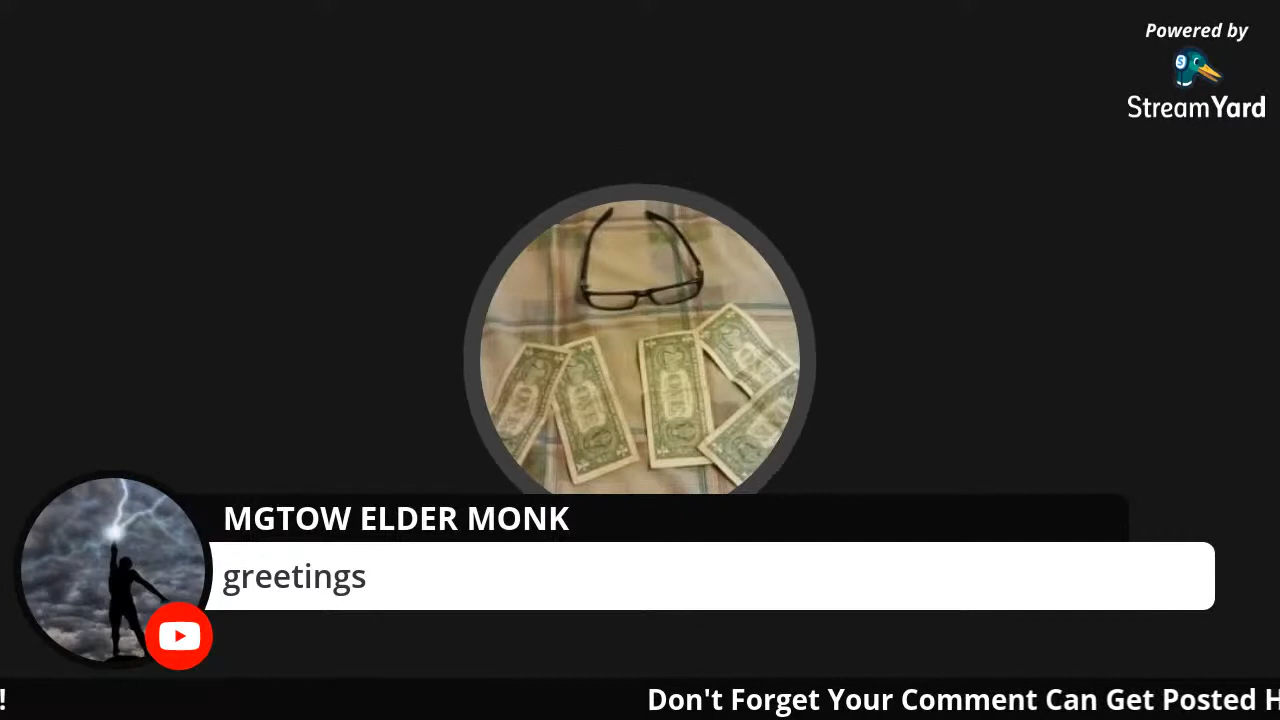 Powered by
StreamYard
MGTOW ELDER MONK
greetings
! Don't Forget Your Comment Can Get Posted H